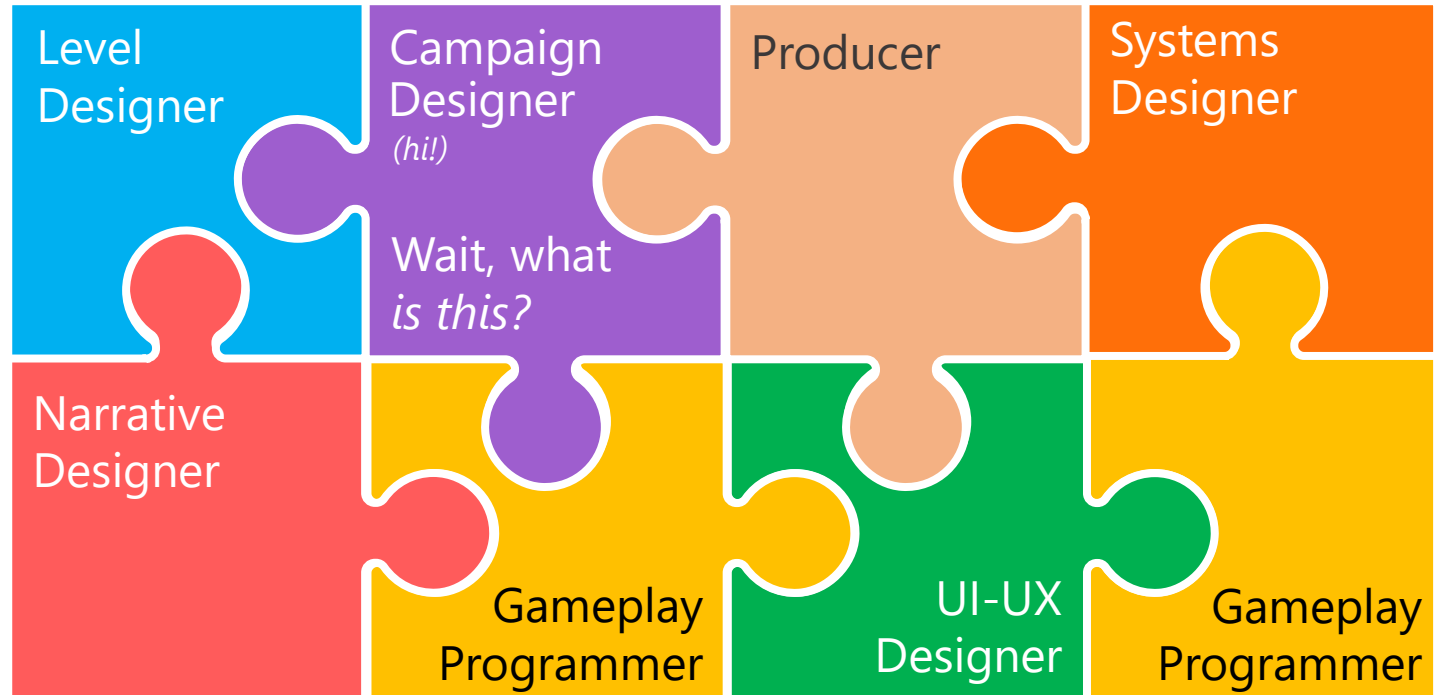 Level
Designer
Campaign
Designer
(hi!)
Wait, what
is this?
Producer
Systems
Designer
Narrative
Designer
Gameplay
Programmer
UI-UX
Designer
Gameplay
Programmer